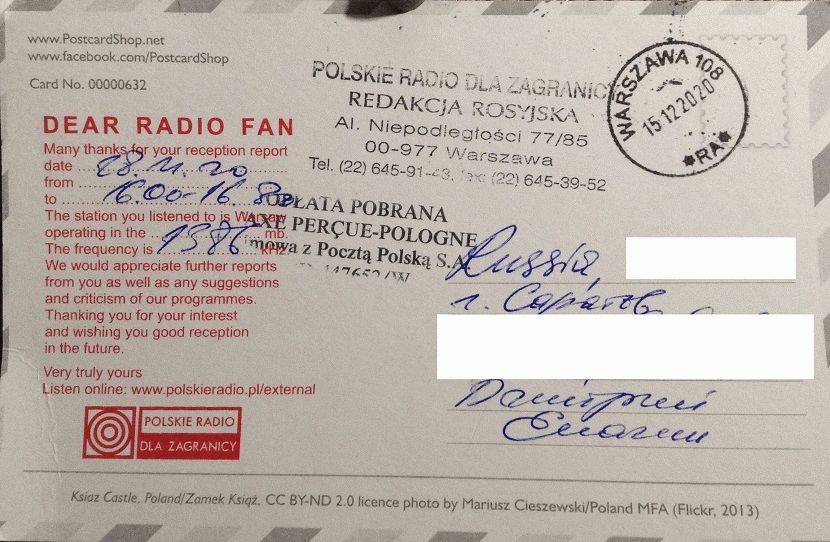 www.PostcardShop.net
www.facebook.com/PostcardShop
Card No. 00000632
POLSKIE RADIO DLA ZAGRANICY
REDAKCJA ROSYJSKA
Al. Niepodległości 77/85
00-977 Warszawa
Tel. (22) 645-91-43, fax: (22) 645-39-52
WARSZAWA 108
15.12.2020
*RA*
DEAR RADIO FAN
Many thanks for your reception report
date 28.11.20
from
to 16.00-16.30
The station you listened to is Warsaw
operating in the mb.
The frequency is 1386 kHz
We would appreciate further reports
from you as well as any suggestions
and criticism of our programmes.
Thanking you for your interest
and wishing you good reception
in the future.
Very truly yours
Listen online: www.polskieradio.pl/external
POLSKIE RADIO
DLA ZAGRANICY
OPŁATA POBRANA
TAXE PERÇUE-POLOGNE
Umowa z Pocztą Polską S.A.
Russia,
г. Саратов
Дмитрий
Książ Castle, Poland/Zamek Książ. CC BY-ND 2.0 licence photo by Mariusz Cieszewski/Poland MFA (Flickr, 2013)